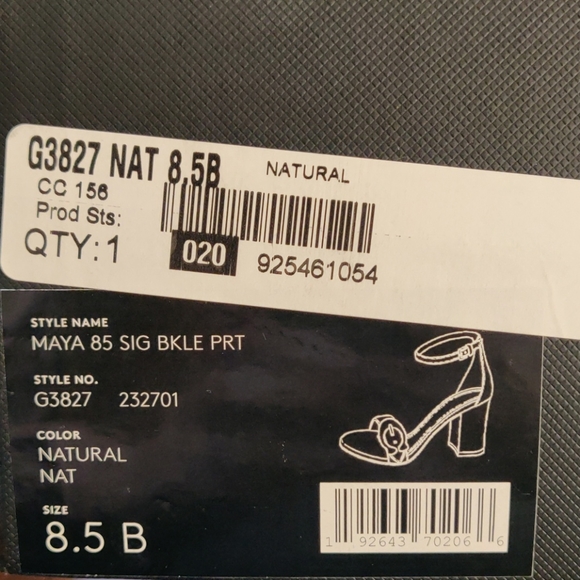 G3827 NAT 8.5B NATURAL
CC 156
Prod Sts:
QTY:1
020 925461054
STYLE NAME
MAYA 85 SIG BKLE PRT
STYLE NO.
G3827 232701
COLOR
NATURAL
NAT
SIZE
8.5 B
1 92643 70206 6